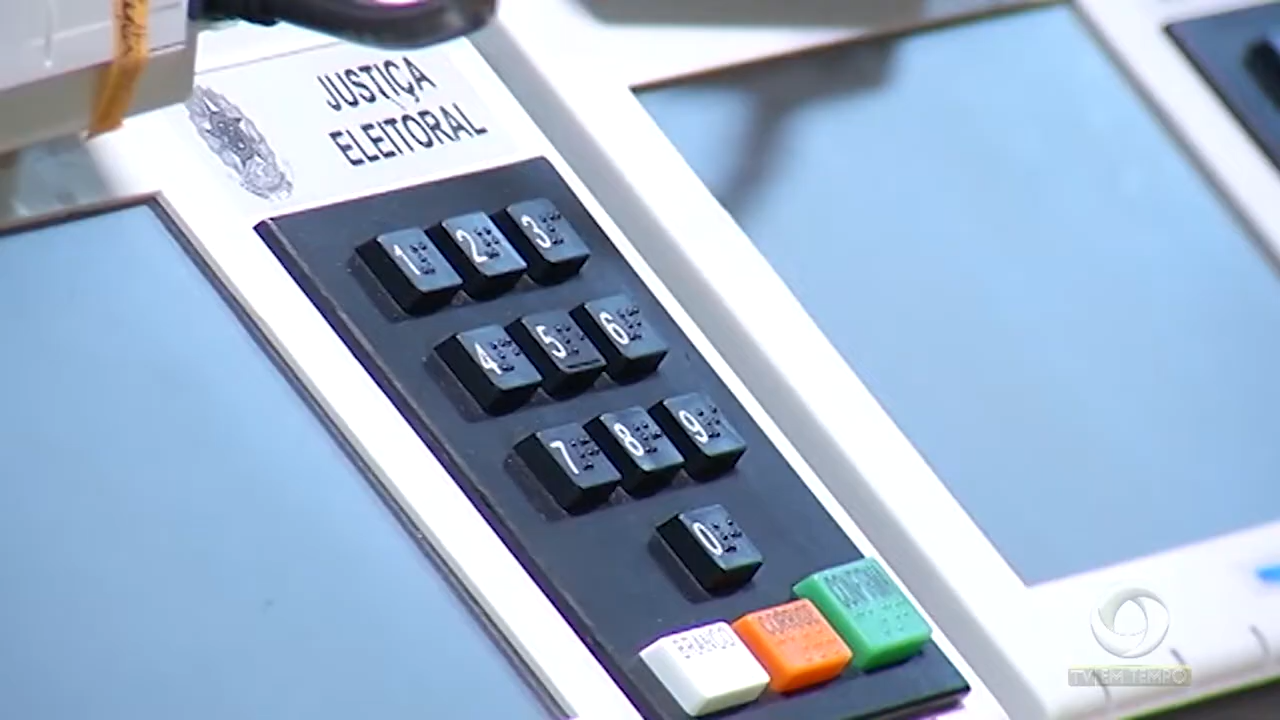 JUSTIÇA
ELEITORAL
1 2 3
4 5 6
7 8 9
0
BRANCO CORRIGE CONFIRMA
TV EM TEMPO